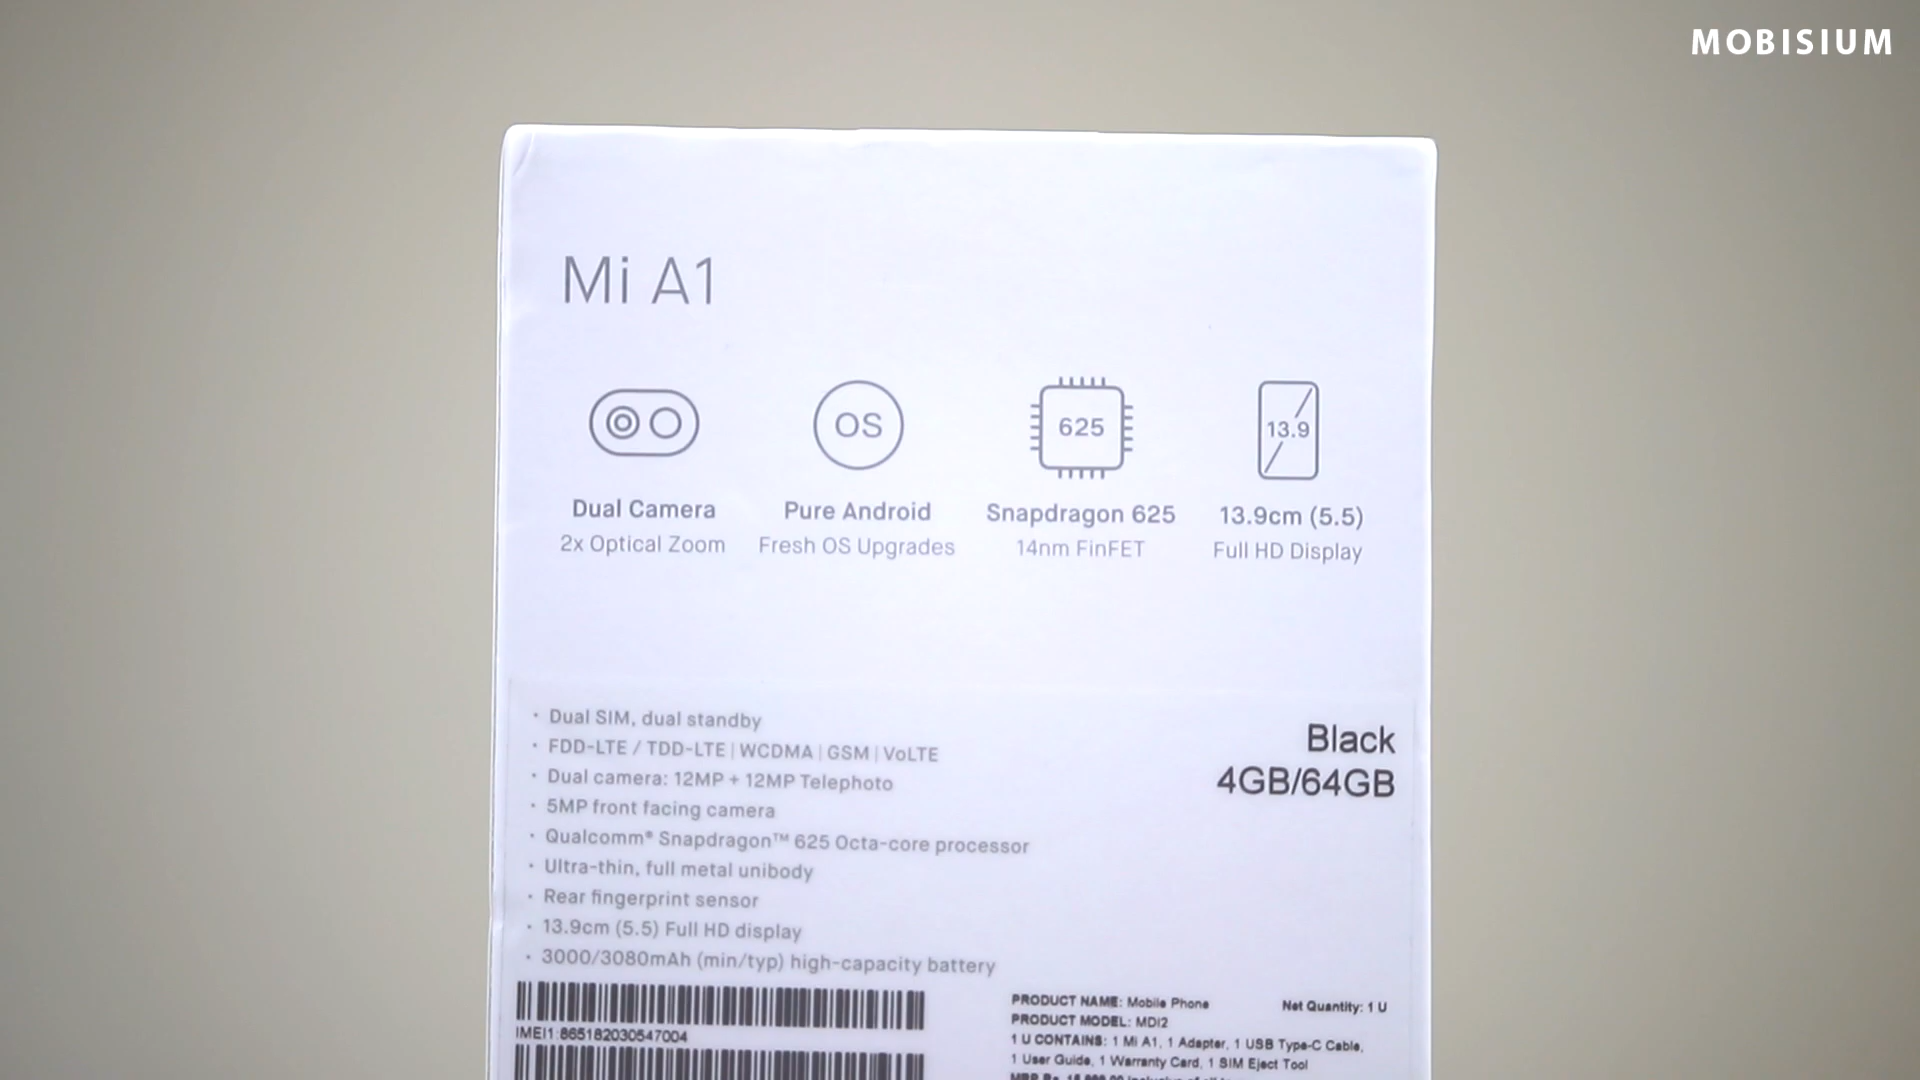 MOBISIUM
Mi A1
OS
625
13.9
Dual Camera
2x Optical Zoom
Pure Android
Fresh OS Upgrades
Snapdragon 625
14nm FinFET
13.9cm (5.5)
Full HD Display
• Dual SIM, dual standby
• FDD-LTE / TDD-LTE | WCDMA | GSM | VoLTE
• Dual camera: 12MP + 12MP Telephoto
• 5MP front facing camera
• Qualcomm® Snapdragon™ 625 Octa-core processor
• Ultra-thin, full metal unibody
• Rear fingerprint sensor
• 13.9cm (5.5) Full HD display
• 3000/3080mAh (min/typ) high-capacity battery
Black
4GB/64GB
IMEI1:865182030547004
PRODUCT NAME: Mobile Phone Net Quantity: 1 U
PRODUCT MODEL: MDI2
1 U CONTAINS: 1 Mi A1, 1 Adapter, 1 USB Type-C Cable,
1 User Guide, 1 Warranty Card, 1 SIM Eject Tool